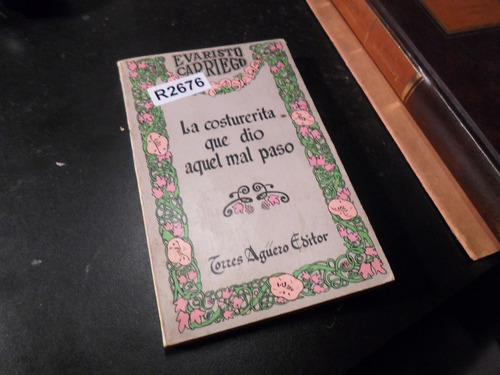 EVARISTO
CARRIEGO
R2676
La costurerita
que dio
aquel mal paso
Torres Agüero Editor